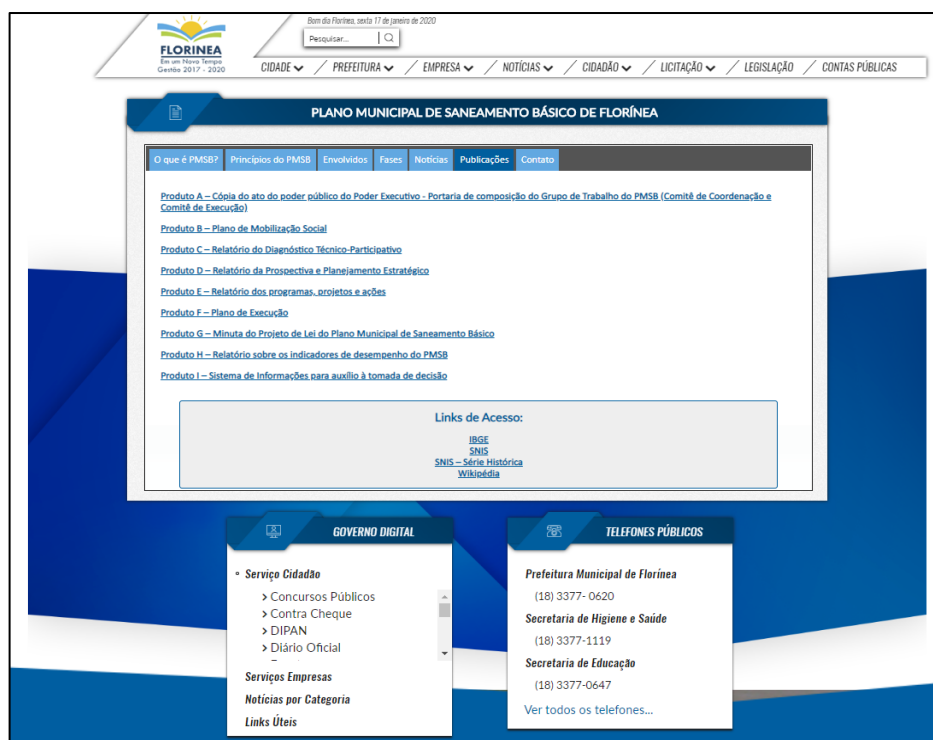 Bom dia Florínea, sexta 17 de janeiro de 2020
Pesquisar...
FLORINEA
Em um Novo Tempo
Gestão 2017 - 2020
CIDADE / PREFEITURA / EMPRESA / NOTÍCIAS / CIDADÃO / LICITAÇÃO / LEGISLAÇÃO / CONTAS PÚBLICAS
PLANO MUNICIPAL DE SANEAMENTO BÁSICO DE FLORÍNEA
O que é PMSB? Princípios do PMSB Envolvidos Fases Notícias Publicações Contato
Produto A – Cópia do ato do poder público do Poder Executivo - Portaria de composição do Grupo de Trabalho do PMSB (Comitê de Coordenação e
Comitê de Execução)
Produto B – Plano de Mobilização Social
Produto C – Relatório do Diagnóstico Técnico-Participativo
Produto D – Relatório da Prospectiva e Planejamento Estratégico
Produto E – Relatório dos programas, projetos e ações
Produto F – Plano de Execução
Produto G – Minuta do Projeto de Lei do Plano Municipal de Saneamento Básico
Produto H – Relatório sobre os indicadores de desempenho do PMSB
Produto I – Sistema de Informações para auxílio à tomada de decisão
Links de Acesso:
IBGE
SNIS
SNIS – Série Histórica
Wikipédia
GOVERNO DIGITAL
Serviço Cidadão
> Concursos Públicos
> Contra Cheque
> DIPAN
> Diário Oficial
Serviços Empresas
Notícias por Categoria
Links Úteis
TELEFONES PÚBLICOS
Prefeitura Municipal de Florínea
(18) 3377- 0620
Secretaria de Higiene e Saúde
(18) 3377-1119
Secretaria de Educação
(18) 3377-0647
Ver todos os telefones...